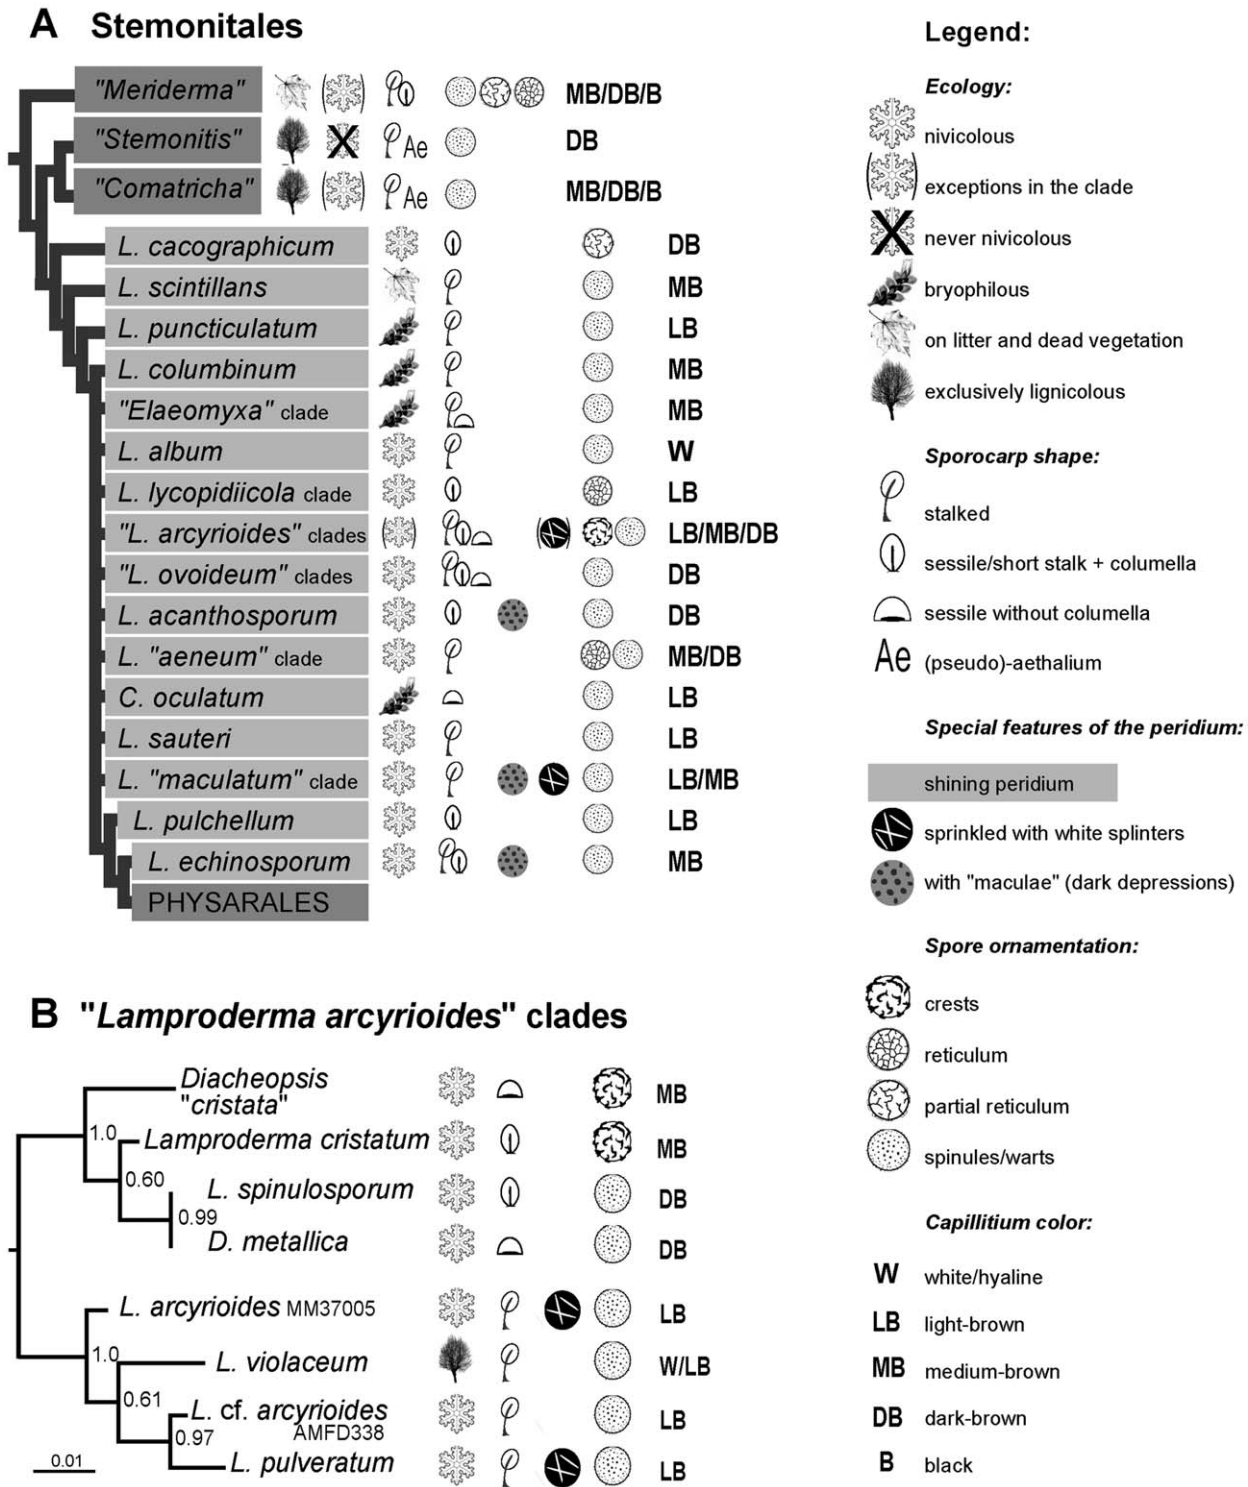 A Stemonitales
"Meriderma" MB/DB/B
"Stemonitis" Ae DB
"Comatricha" Ae MB/DB/B
L. cacographicum DB
L. scintillans MB
L. puncticulatum LB
L. columbinum MB
"Elaeomyxa" clade MB
L. album W
L. lycopidiicola clade LB
"L. arcyrioides" clades LB/MB/DB
"L. ovoideum" clades DB
L. acanthosporum DB
L. "aeneum" clade MB/DB
C. oculatum LB
L. sauteri LB
L. "maculatum" clade LB/MB
L. pulchellum LB
L. echinosporum MB
PHYSARALES
B "Lamproderma arcyrioides" clades
Diacheopsis
"cristata" MB
1.0
Lamproderma cristatum MB
0.60
L. spinulosporum DB
0.99
D. metallica DB
L. arcyrioides MM37005 LB
1.0
L. violaceum W/LB
0.61
L. cf. arcyrioides
AMFD338 LB
0.97
L. pulveratum LB
0.01
Legend:
Ecology:
nivicolous
exceptions in the clade
never nivicolous
bryophilous
on litter and dead vegetation
exclusively lignicolous
Sporocarp shape:
stalked
sessile/short stalk + columella
sessile without columella
Ae (pseudo)-aethalium
Special features of the peridium:
shining peridium
sprinkled with white splinters
with "maculae" (dark depressions)
Spore ornamentation:
crests
reticulum
partial reticulum
spinules/warts
Capillitium color:
W white/hyaline
LB light-brown
MB medium-brown
DB dark-brown
B black